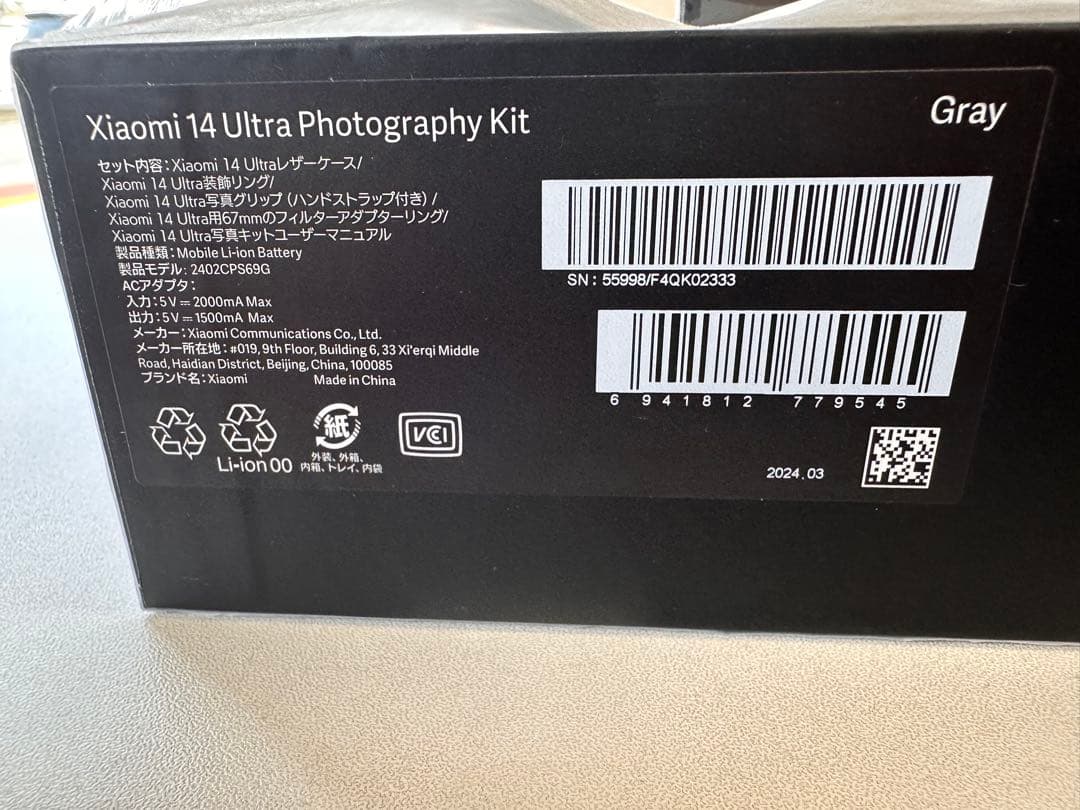 Xiaomi 14 Ultra Photography Kit
Gray
セット内容：Xiaomi 14 Ultraレザーケース/
Xiaomi 14 Ultra装飾リング/
Xiaomi 14 Ultra写真グリップ（ハンドストラップ付き）/
Xiaomi 14 Ultra用67mmのフィルターアダプターリング/
Xiaomi 14 Ultra写真キットユーザーマニュアル
製品種類：Mobile Li-ion Battery
製品モデル：2402CPS69G
ACアダプタ：
入力：5V⎓2000mA Max
出力：5V⎓1500mA Max
メーカー：Xiaomi Communications Co., Ltd.
メーカー所在地：#019, 9th Floor, Building 6, 33 Xi'erqi Middle
Road, Haidian District, Beijing, China, 100085
ブランド名：Xiaomi Made in China
SN：55998/F4QK02333
6 941812 779545
Li-ion 00
紙
外装、外箱、
内箱、トレイ、内袋
VCCI
2024.03